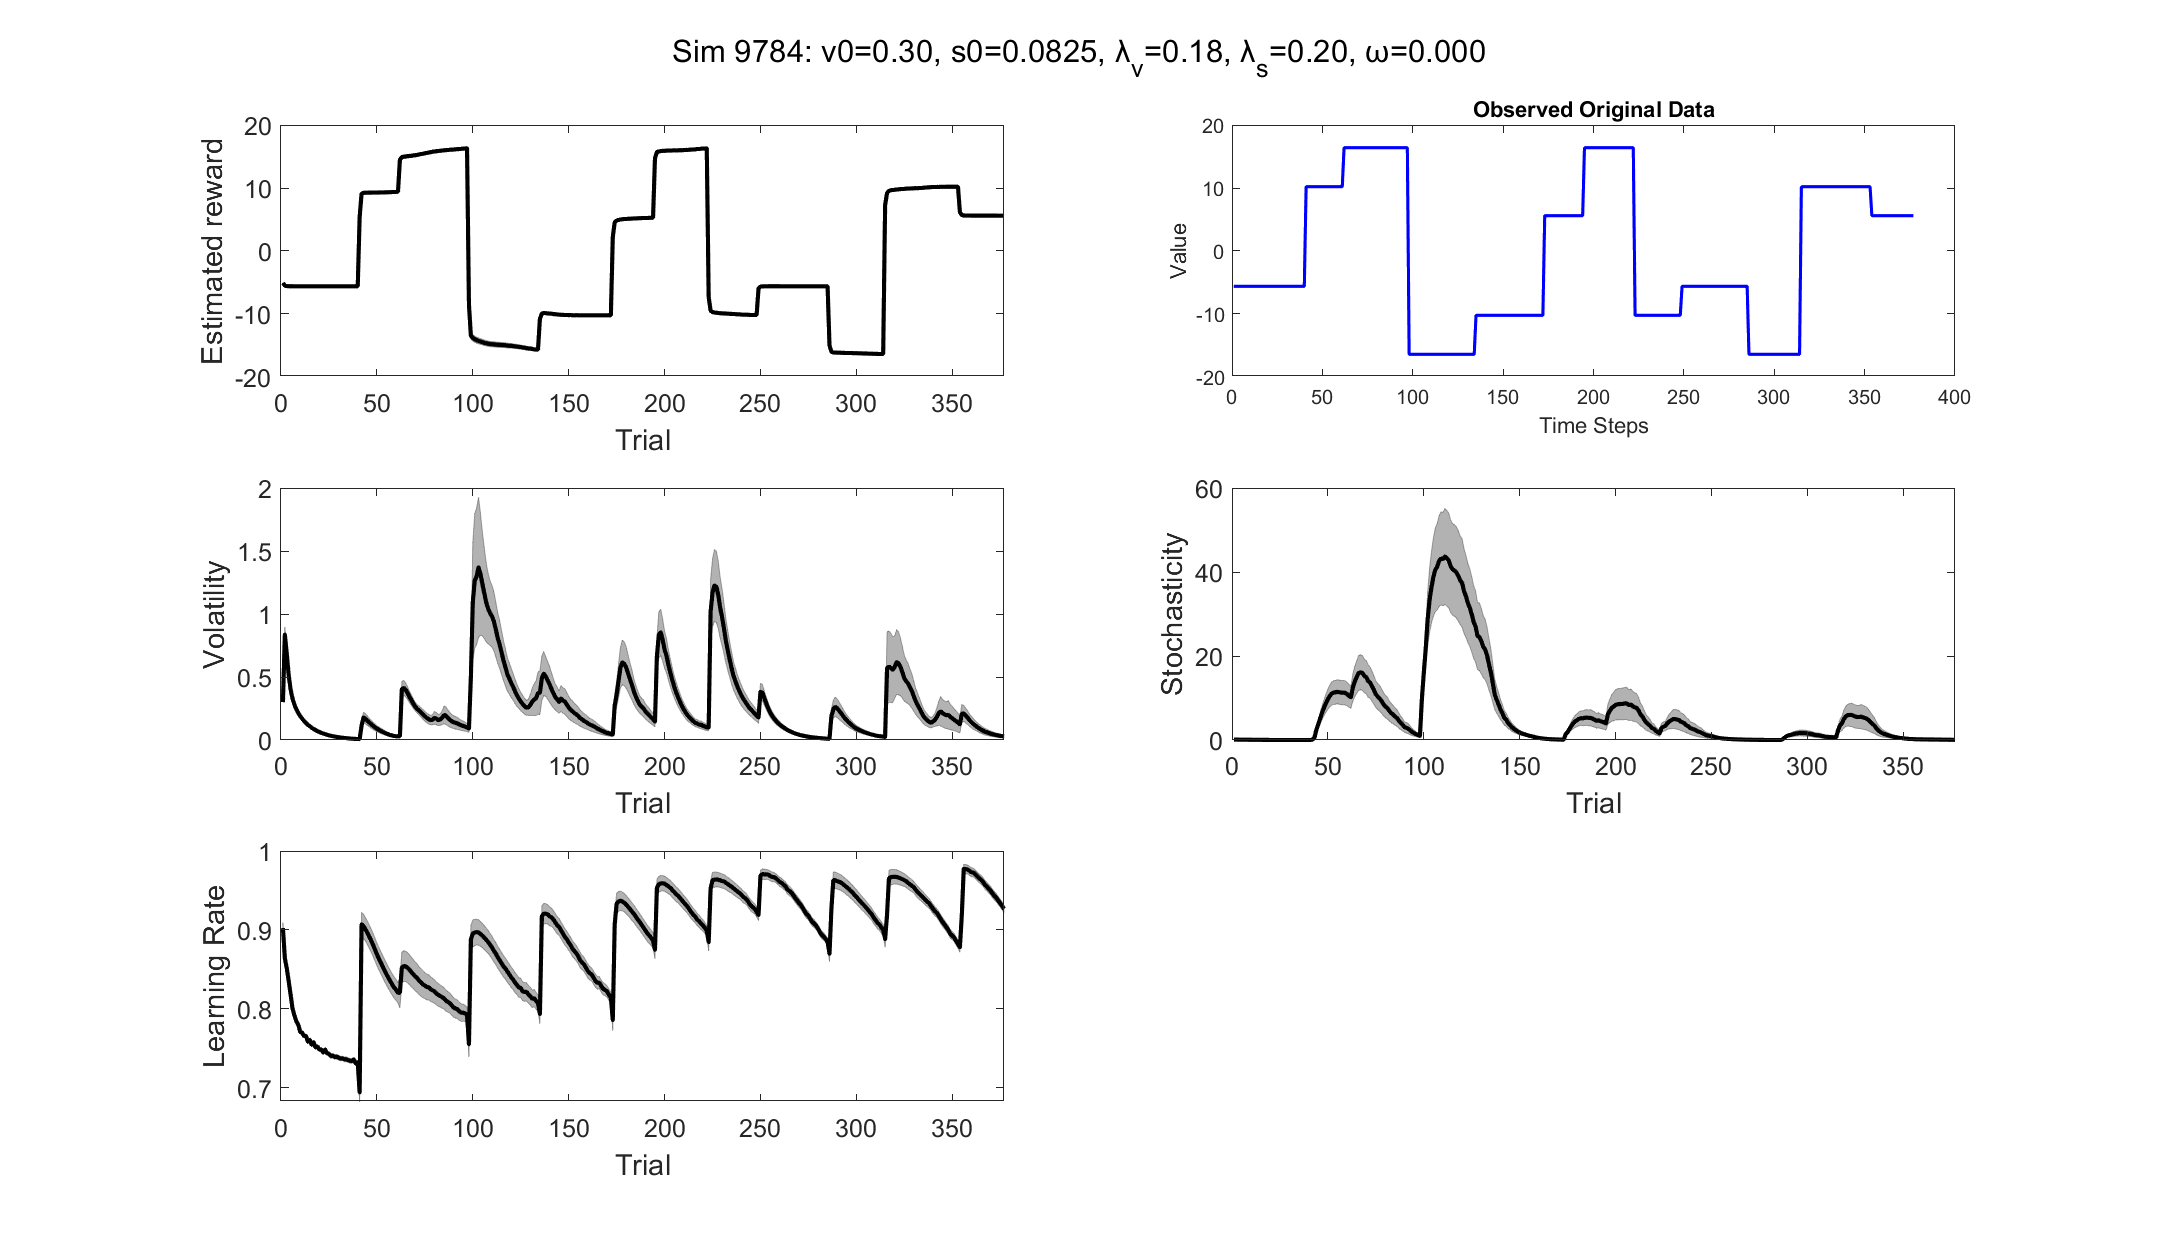 Sim 9784: v0=0.30, s0=0.0825, λ_v=0.18, λ_s=0.20, ω=0.000
Estimated reward
20
10
0
-10
-20
0 50 100 150 200 250 300 350
Trial
Observed Original Data
Value
20
10
0
-10
-20
0 50 100 150 200 250 300 350 400
Time Steps
Volatility
2
1.5
1
0.5
0
0 50 100 150 200 250 300 350
Trial
Stochasticity
60
40
20
0
0 50 100 150 200 250 300 350
Trial
Learning Rate
1
0.9
0.8
0.7
0 50 100 150 200 250 300 350
Trial